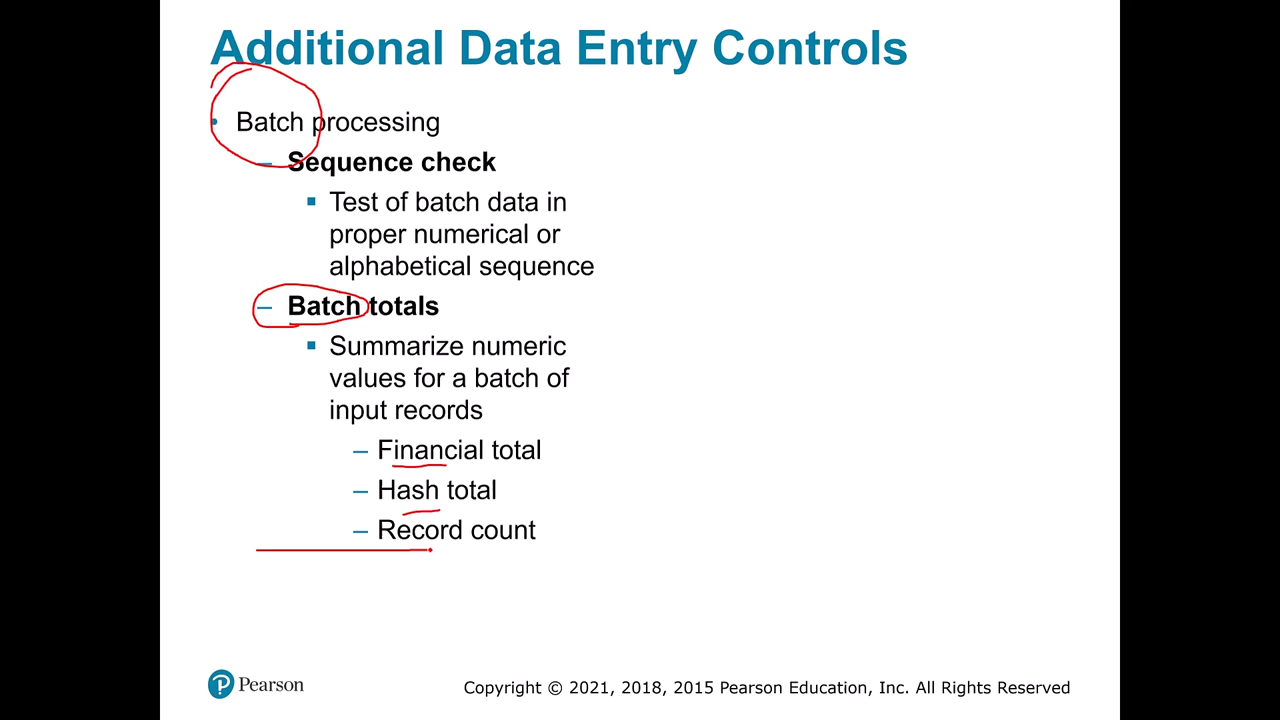 Additional Data Entry Controls
• Batch processing
– Sequence check
▪ Test of batch data in
proper numerical or
alphabetical sequence
– Batch totals
▪ Summarize numeric
values for a batch of
input records
– Financial total
– Hash total
– Record count
Pearson
Copyright © 2021, 2018, 2015 Pearson Education, Inc. All Rights Reserved